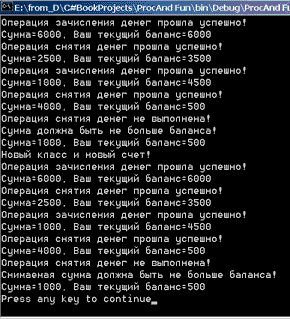 E:\from_D\C#BookProjects\ProcAnd Fun\bin\Debug\ProcAnd F
Операция зачисления денег прошла успешно!
Сумма=6000, Ваш текущий баланс=6000
Операция снятия денег прошла успешно!
Сумма=2500, Ваш текущий баланс=3500
Операция зачисления денег прошла успешно!
Сумма=1000, Ваш текущий баланс=4500
Операция снятия денег прошла успешно!
Сумма=4000, Ваш текущий баланс=500
Операция снятия денег не выполнена!
Сумма должна быть не больше баланса!
Сумма=1000, Ваш текущий баланс=500
Новый класс и новый счет!
Операция зачисления денег прошла успешно!
Сумма=6000, Ваш текущий баланс=6000
Операция снятия денег прошла успешно!
Сумма=2500, Ваш текущий баланс=3500
Операция зачисления денег прошла успешно!
Сумма=1000, Ваш текущий баланс=4500
Операция снятия денег прошла успешно!
Сумма=4000, Ваш текущий баланс=500
Операция снятия денег не выполнена!
Снимаемая сумма должна быть не больше баланса!
Сумма=1000, Ваш текущий баланс=500
Press any key to continue_